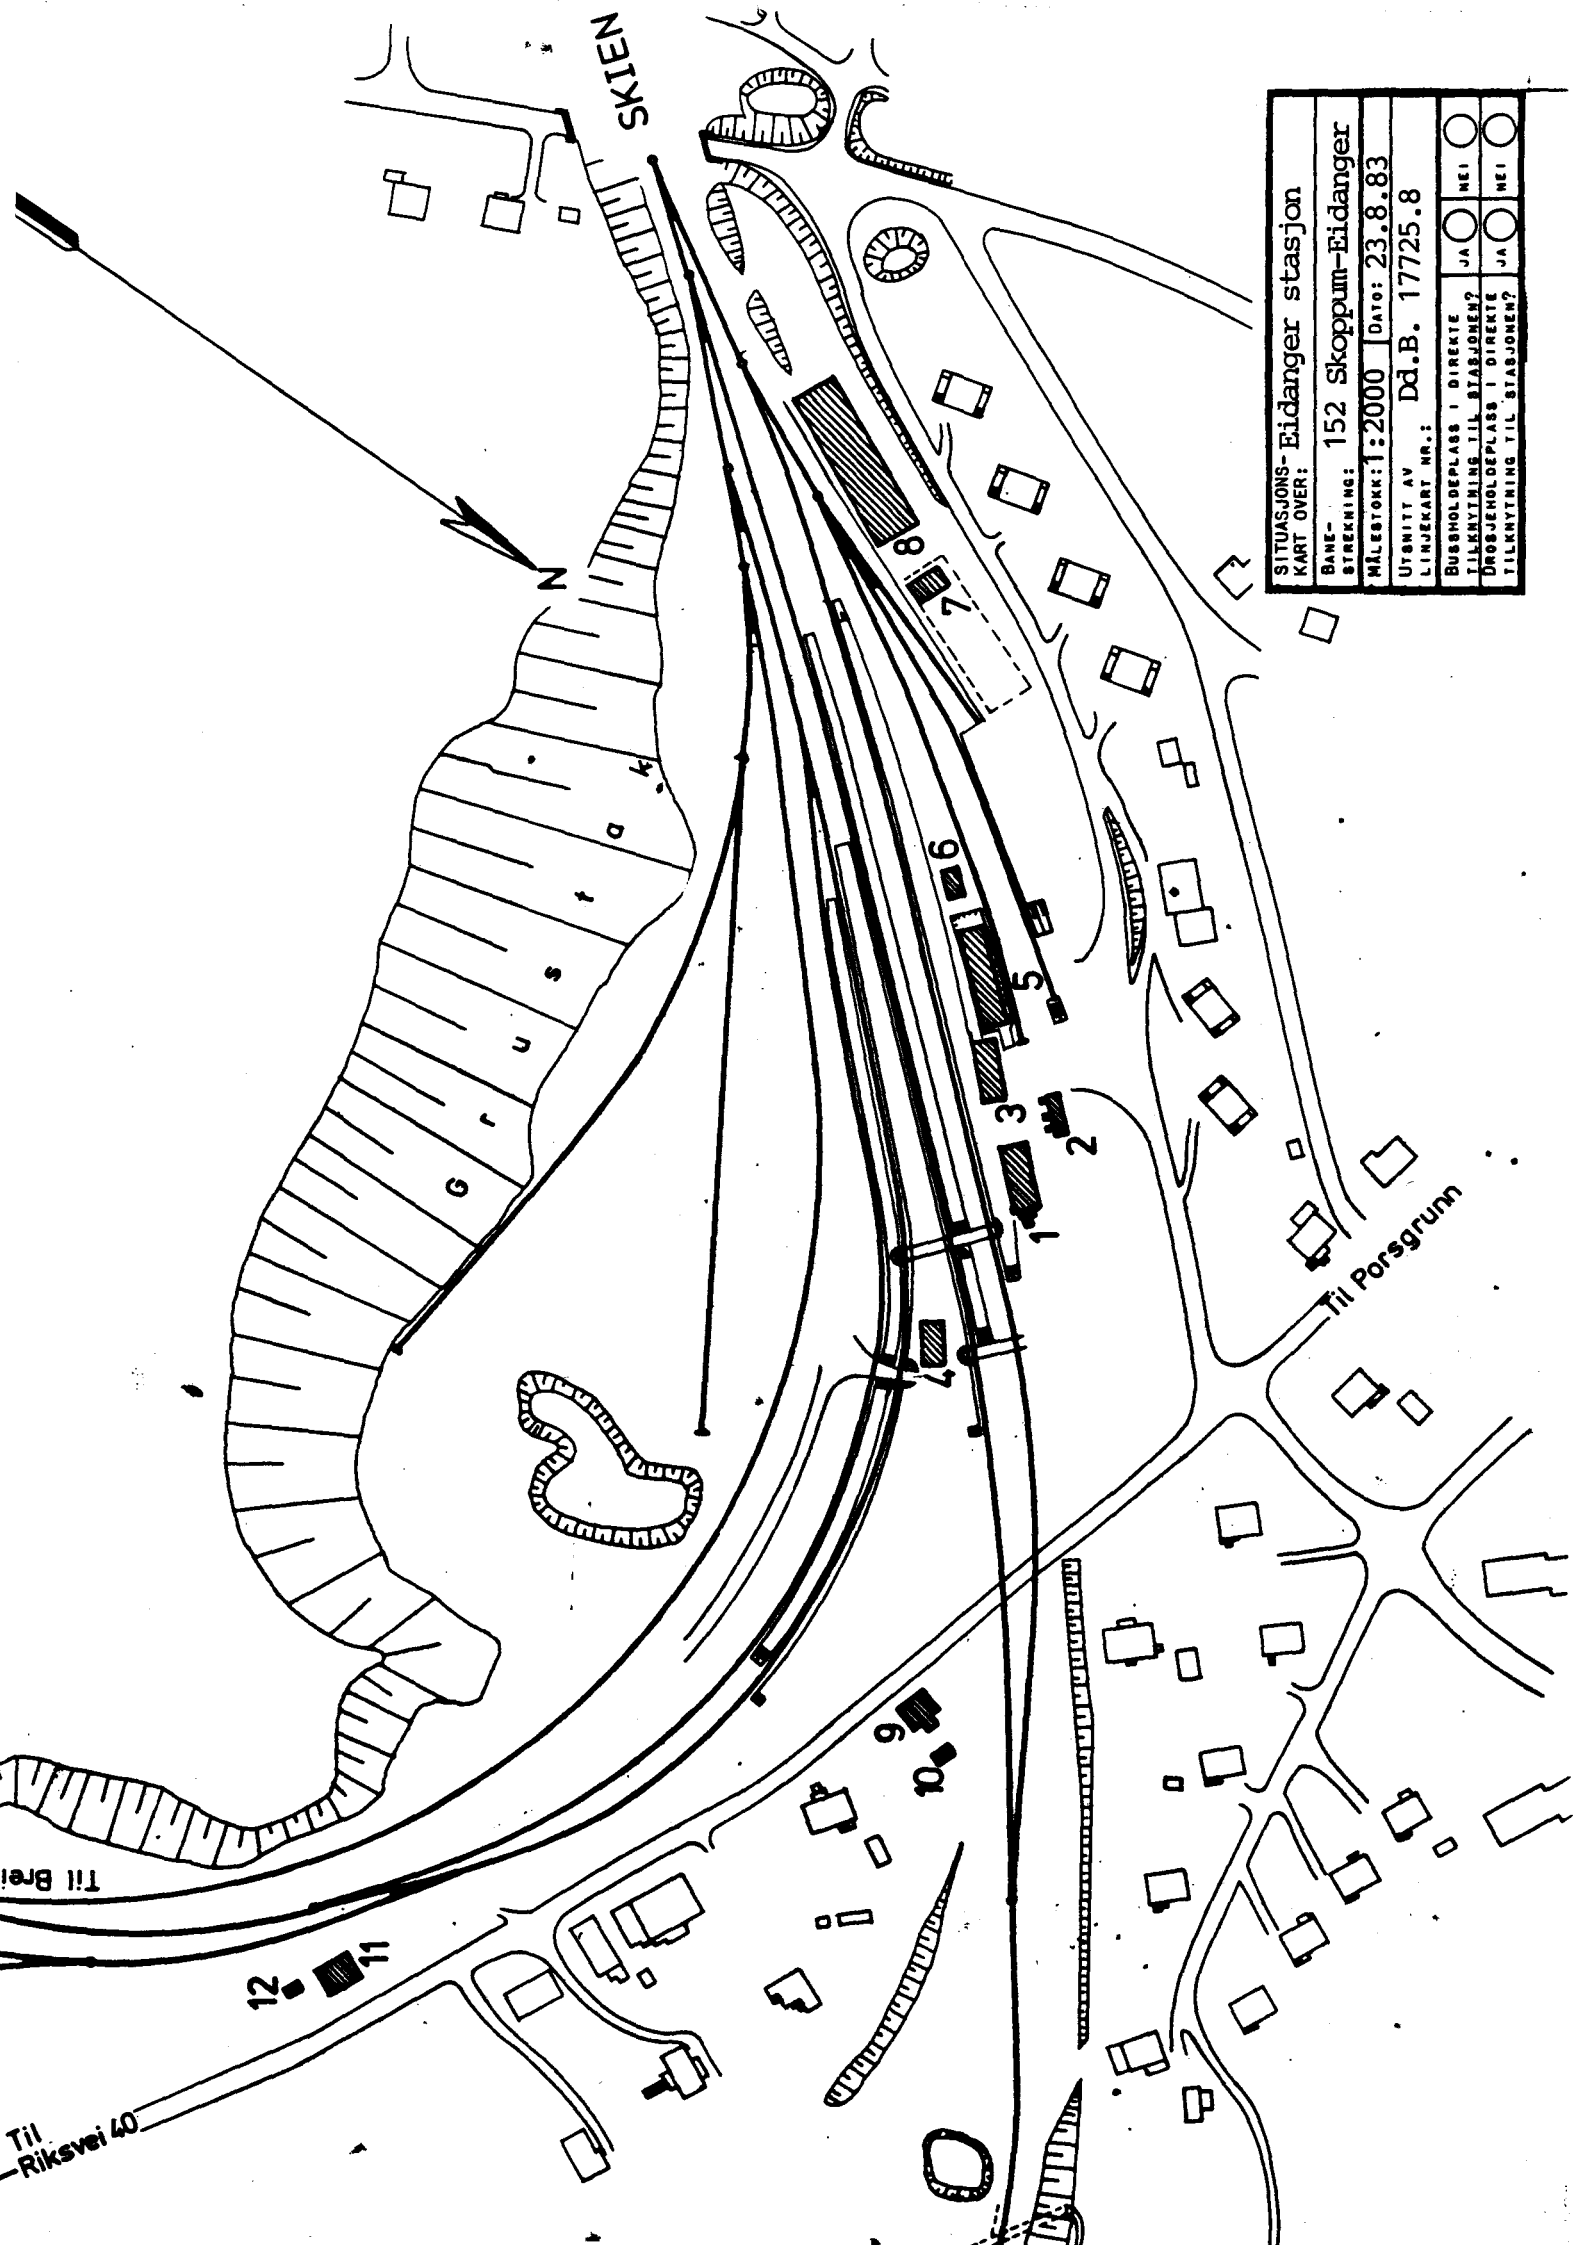 SKIEN
N
G r u s t a k
8
7
6
5
3
2
1
4
9
10
11
12
Til Porsgrunn
Til Brei
Til
Riksvei 40
SITUASJONS-
KART OVER: Eidanger stasjon
BANE-
STREKNING: 152 Skoppum-Eidanger
MÅLESTOKK: 1:2000 DATO: 23.8.83
UTSNITT AV
LINJEKART NR.: Dd.B. 17725.8
BUSSHOLDEPLASS I DIREKTE
TILKNYTNING TIL STASJONEN? JA NEI
DROSJEHOLDEPLASS I DIREKTE
TILKNYTNING TIL STASJONEN? JA NEI